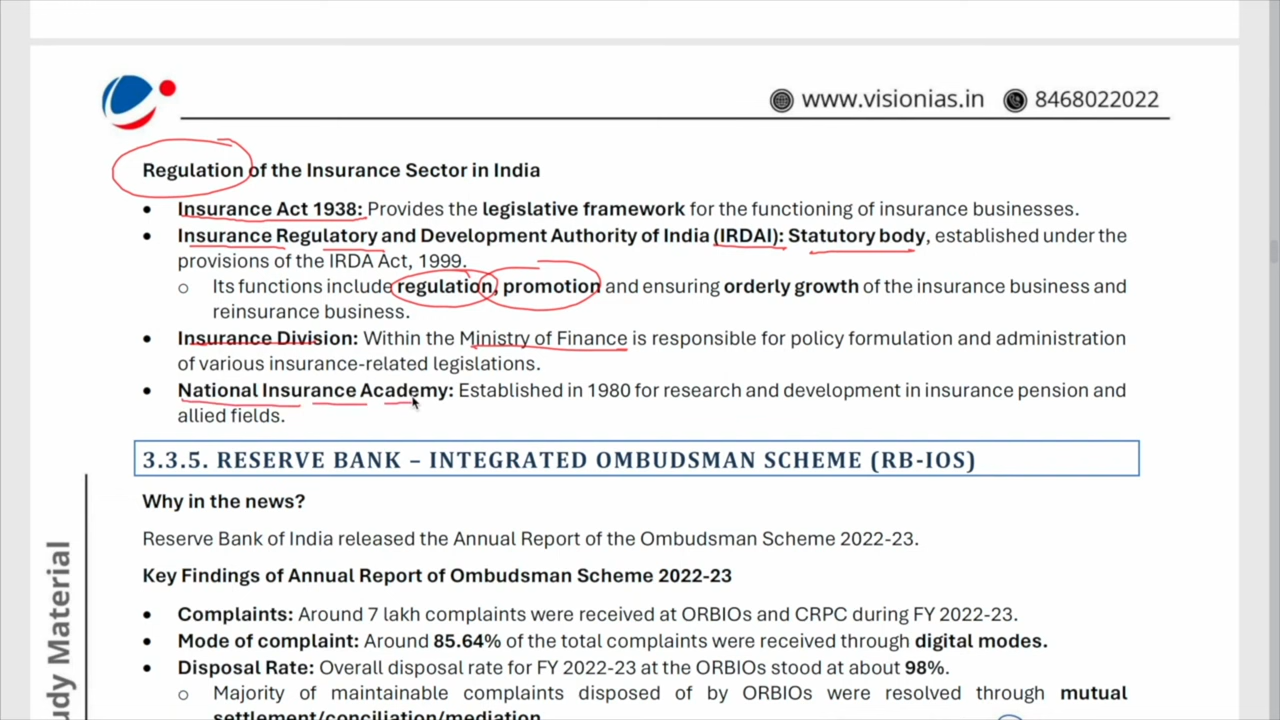 www.visionias.in 8468022022
Regulation of the Insurance Sector in India
• Insurance Act 1938: Provides the legislative framework for the functioning of insurance businesses.
• Insurance Regulatory and Development Authority of India (IRDAI): Statutory body, established under the
provisions of the IRDA Act, 1999.
○ Its functions include regulation, promotion and ensuring orderly growth of the insurance business and
reinsurance business.
• Insurance Division: Within the Ministry of Finance is responsible for policy formulation and administration
of various insurance-related legislations.
• National Insurance Academy: Established in 1980 for research and development in insurance pension and
allied fields.
3.3.5. RESERVE BANK – INTEGRATED OMBUDSMAN SCHEME (RB-IOS)
Why in the news?
Reserve Bank of India released the Annual Report of the Ombudsman Scheme 2022-23.
Key Findings of Annual Report of Ombudsman Scheme 2022-23
• Complaints: Around 7 lakh complaints were received at ORBIOs and CRPC during FY 2022-23.
• Mode of complaint: Around 85.64% of the total complaints were received through digital modes.
• Disposal Rate: Overall disposal rate for FY 2022-23 at the ORBIOs stood at about 98%.
○ Majority of maintainable complaints disposed of by ORBIOs were resolved through mutual
settlement/conciliation/mediation.
udy Material